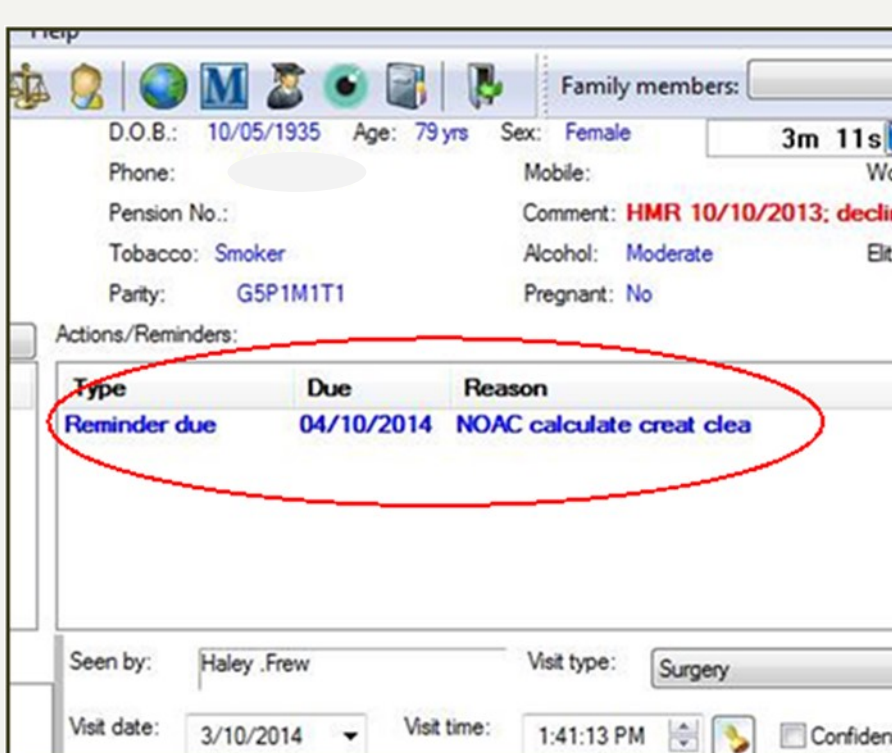 Help
M
Family members:
D.O.B.: 10/05/1935 Age: 79 yrs Sex: Female 3m 11s
Phone: Mobile: Wo
Pension No.: Comment: HMR 10/10/2013; declin
Tobacco: Smoker Alcohol: Moderate Elit
Parity: G5P1M1T1 Pregnant: No
Actions/Reminders:
Type Due Reason
Reminder due 04/10/2014 NOAC calculate creat clea
Seen by: Haley .Frew Visit type: Surgery
Visit date: 3/10/2014 Visit time: 1:41:13 PM Confiden